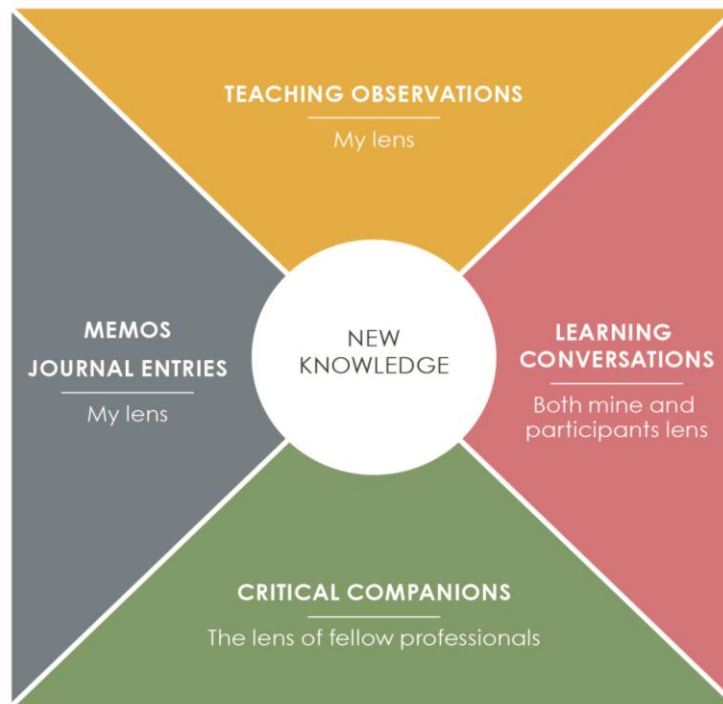 TEACHING OBSERVATIONS
My lens
MEMOS
JOURNAL ENTRIES
My lens
NEW
KNOWLEDGE
LEARNING
CONVERSATIONS
Both mine and
participants lens
CRITICAL COMPANIONS
The lens of fellow professionals